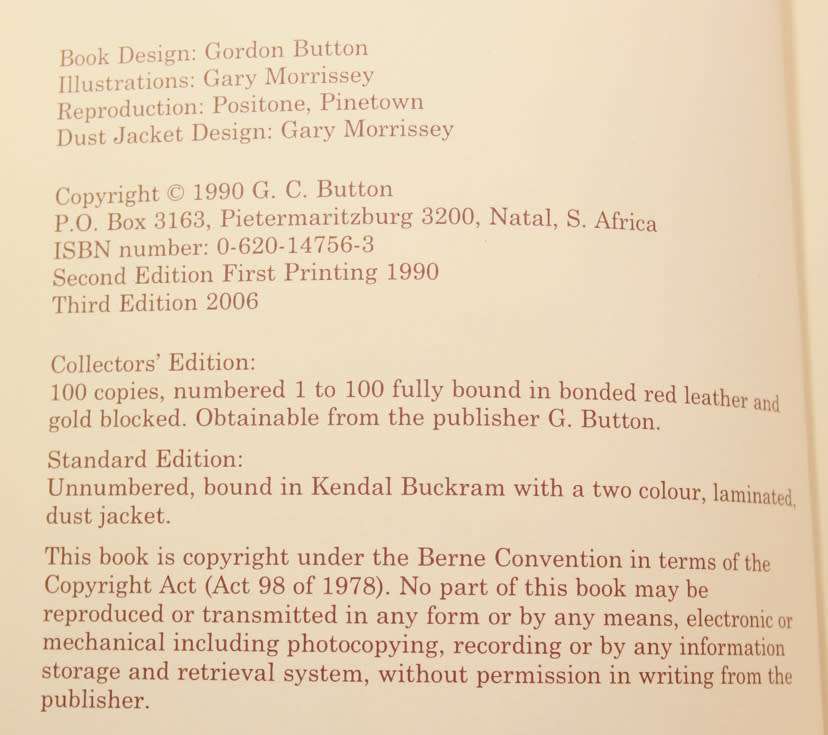 Book Design: Gordon Button
Illustrations: Gary Morrissey
Reproduction: Positone, Pinetown
Dust Jacket Design: Gary Morrissey
Copyright © 1990 G. C. Button
P.O. Box 3163, Pietermaritzburg 3200, Natal, S. Africa
ISBN number: 0-620-14756-3
Second Edition First Printing 1990
Third Edition 2006
Collectors' Edition:
100 copies, numbered 1 to 100 fully bound in bonded red leather and
gold blocked. Obtainable from the publisher G. Button.
Standard Edition:
Unnumbered, bound in Kendal Buckram with a two colour, laminated,
dust jacket.
This book is copyright under the Berne Convention in terms of the
Copyright Act (Act 98 of 1978). No part of this book may be
reproduced or transmitted in any form or by any means, electronic or
mechanical including photocopying, recording or by any information
storage and retrieval system, without permission in writing from the
publisher.